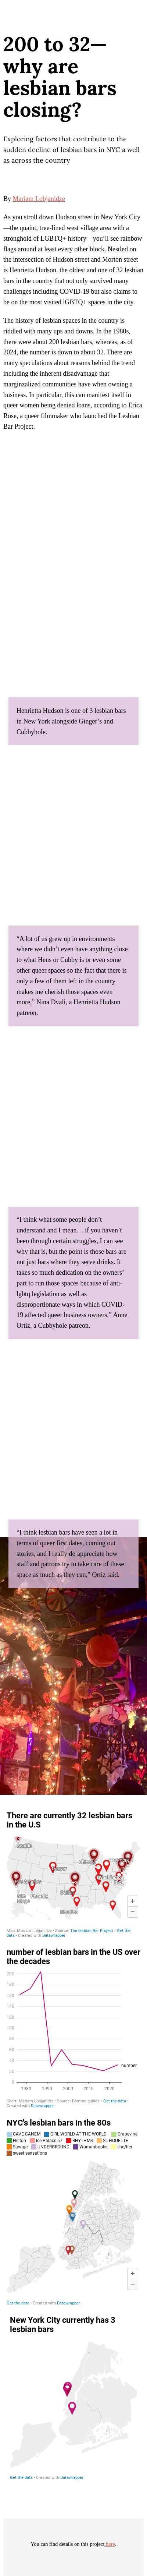 200 to 32—
why are
lesbian bars
closing?
Exploring factors that contribute to the
sudden decline of lesbian bars in NYC a well
as across the country
By Mariam Lobjanidze
As you stroll down Hudson street in New York City
—the quaint, tree-lined west village area with a
stronghold of LGBTQ+ history—you'll see rainbow
flags around at almost every other block. Nestled on
the intersection of Hudson street and Morton street
is Henrietta Hudson, the oldest and one of 32 lesbian
bars in the country that not only survived many
challenges including COVID-19 but also claims to
be on the most visited lGBTQ+ spaces in the city.
The history of lesbian spaces in the country is
riddled with many ups and downs. In the 1980s,
there were about 200 lesbian bars, whereas, as of
2024, the number is down to about 32. There are
many speculations about reasons behind the trend
including the inherent disadvantage that
marginalized communities have when owning a
business. In particular, this can manifest itself in
queer women being denied loans, according to Erica
Rose, a queer filmmaker who launched the Lesbian
Bar Project.
Henrietta Hudson is one of 3 lesbian bars
in New York alongside Ginger's and
Cubbyhole.
“A lot of us grew up in environments
where we didn't even have anything close
to what Hens or Cubby is or even some
other queer spaces so the fact that there is
only a few of them left in the country
makes me cherish those spaces even
more,” Nina Dvali, a Henrietta Hudson
patreon.
“I think what some people don't
understand and I mean… if you haven't
been through certain struggles, I can see
why that is, but the point is those bars are
not just bars where they serve drinks. It
takes so much dedication on the owners'
part to run those spaces because of anti-
lgbtq legislation as well as
disproportionate ways in which COVID-
19 affected queer business owners,” Anne
Ortiz, a Cubbyhole patreon.
“I think lesbian bars have seen a lot in
terms of queer first dates, coming out
stories, and I really do appreciate how
staff and patrons try to take care of these
space as much as they can,” Ortiz said.
There are currently 32 lesbian bars
in the U.S
Seattle
Denver
Chicago
Phoenix
Dallas
Houston
+
−
Map: Mariam Lobjanidze • Source: The lesbian Bar Project • Get the
data • Created with Datawrapper
number of lesbian bars in the US over
the decades
200
180
160
140
120
100
80
60
40
20
0
number
1980
1990
2000
2010
2020
Chart: Mariam Lobjanidze • Source: Damron guides • Get the data •
Created with Datawrapper
NYC's lesbian bars in the 80s
CAVE CANEM GIRL WORLD AT THE WORLD Grapevine
Hilltop Ice Palace 57 RHYTHMS SILHOUETTE
Savage UNDERGROUND Womanbooks she/her
sweet sensations
+
−
Get the data • Created with Datawrapper
New York City currently has 3
lesbian bars
Get the data • Created with Datawrapper
You can find details on this project here.